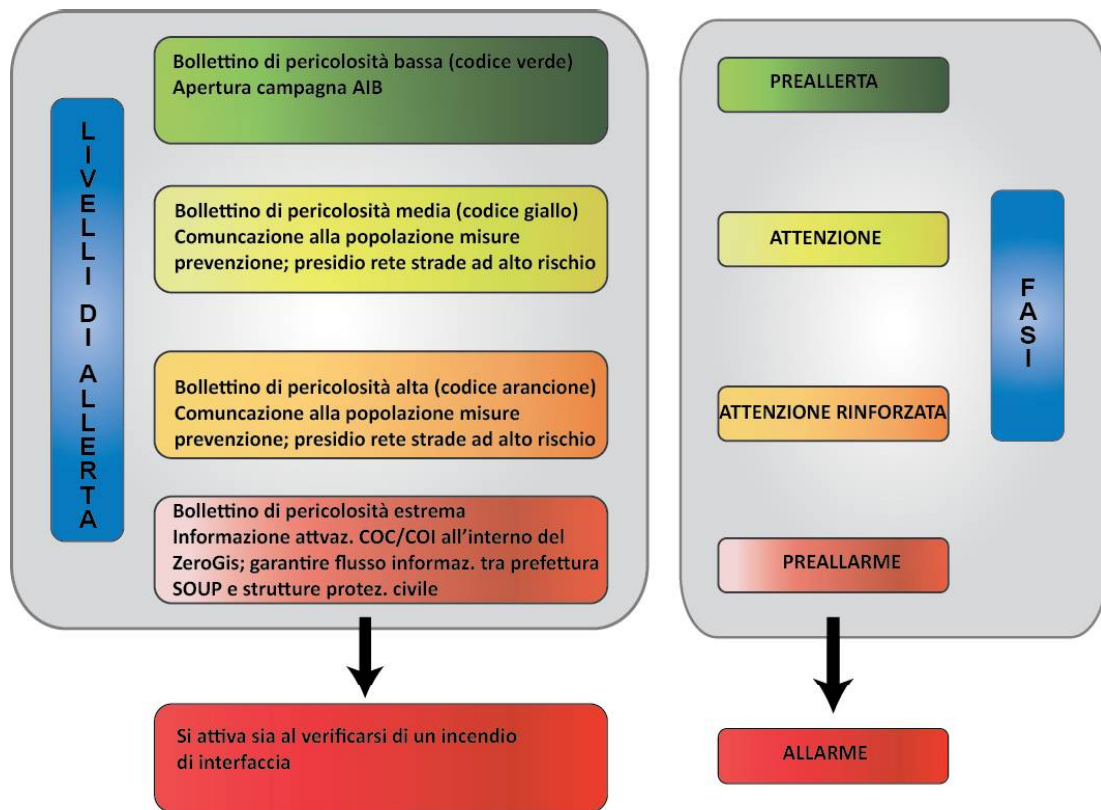 LIVELLI DI ALLERTA
Bollettino di pericolosità bassa (codice verde)
Apertura campagna AIB
Bollettino di pericolosità media (codice giallo)
Comuncazione alla popolazione misure
prevenzione; presidio rete strade ad alto rischio
Bollettino di pericolosità alta (codice arancione)
Comuncazione alla popolazione misure
prevenzione; presidio rete strade ad alto rischio
Bollettino di pericolosità estrema
Informazione attvaz. COC/COI all’interno del
ZeroGis; garantire flusso informaz. tra prefettura
SOUP e strutture protez. civile
Si attiva sia al verificarsi di un incendio
di interfaccia
PREALLERTA
ATTENZIONE
ATTENZIONE RINFORZATA
PREALLARME
FASI
ALLARME